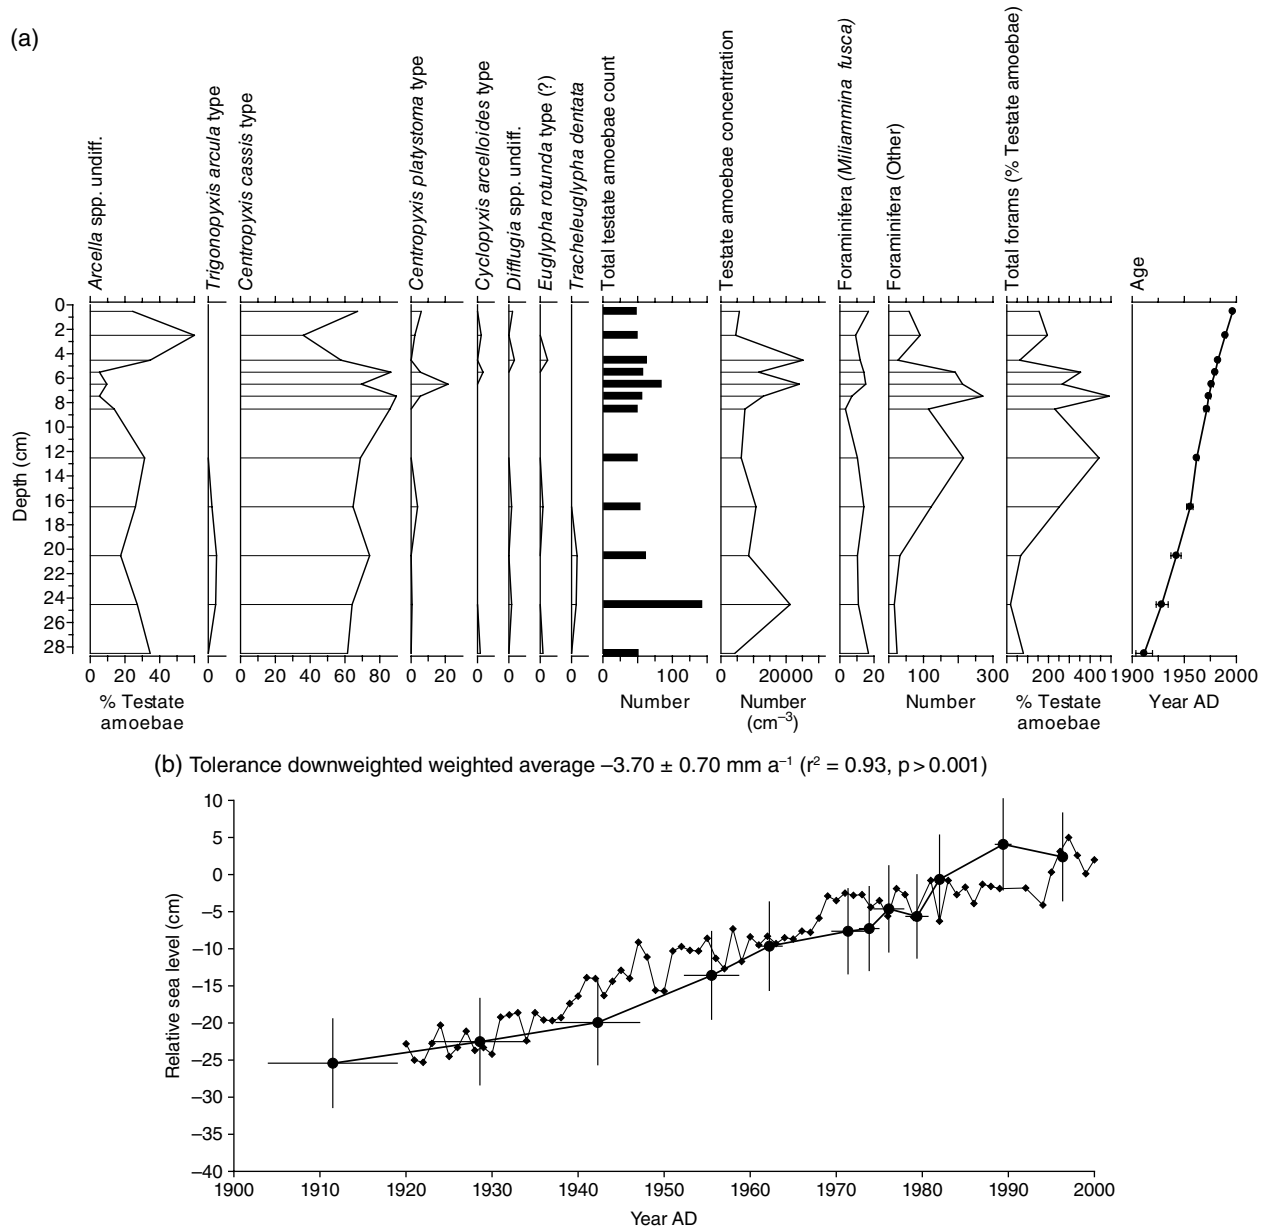 (a)
Arcella spp. undiff.
Trigonopyxis arcula type
Centropyxis cassis type
Centropyxis platystoma type
Cyclopyxis arcelloides type
Difflugia spp. undiff.
Euglypha rotunda type (?)
Tracheleuglypha dentata
Total testate amoebae count
Testate amoebae concentration
Foraminifera (Miliammina fusca)
Foraminifera (Other)
Total forams (% Testate amoebae)
Age
Depth (cm)
0
2
4
6
8
10
12
14
16
18
20
22
24
26
28
0 20 40 0 0 20 40 60 80 0 20 0 0 0 0 0 100 0 20000 0 20 100 300 0 200 400 1900 1950 2000
% Testate amoebae
Number
Number (cm⁻³)
Number
% Testate amoebae
Year AD
(b) Tolerance downweighted weighted average –3.70 ± 0.70 mm a⁻¹ (r² = 0.93, p > 0.001)
Relative sea level (cm)
10
5
0
–5
–10
–15
–20
–25
–30
–35
–40
1900 1910 1920 1930 1940 1950 1960 1970 1980 1990 2000
Year AD